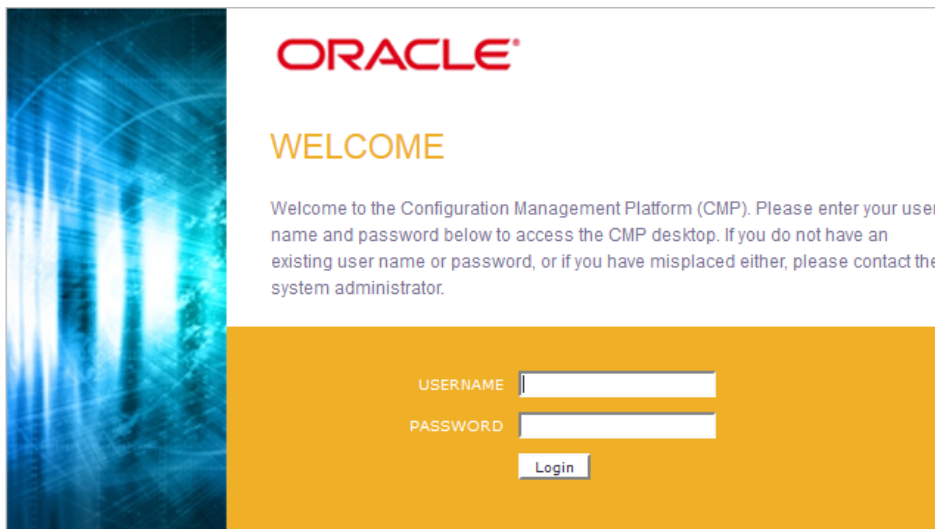 ORACLE
WELCOME
Welcome to the Configuration Management Platform (CMP). Please enter your user
name and password below to access the CMP desktop. If you do not have an
existing user name or password, or if you have misplaced either, please contact the
system administrator.
USERNAME
PASSWORD
Login